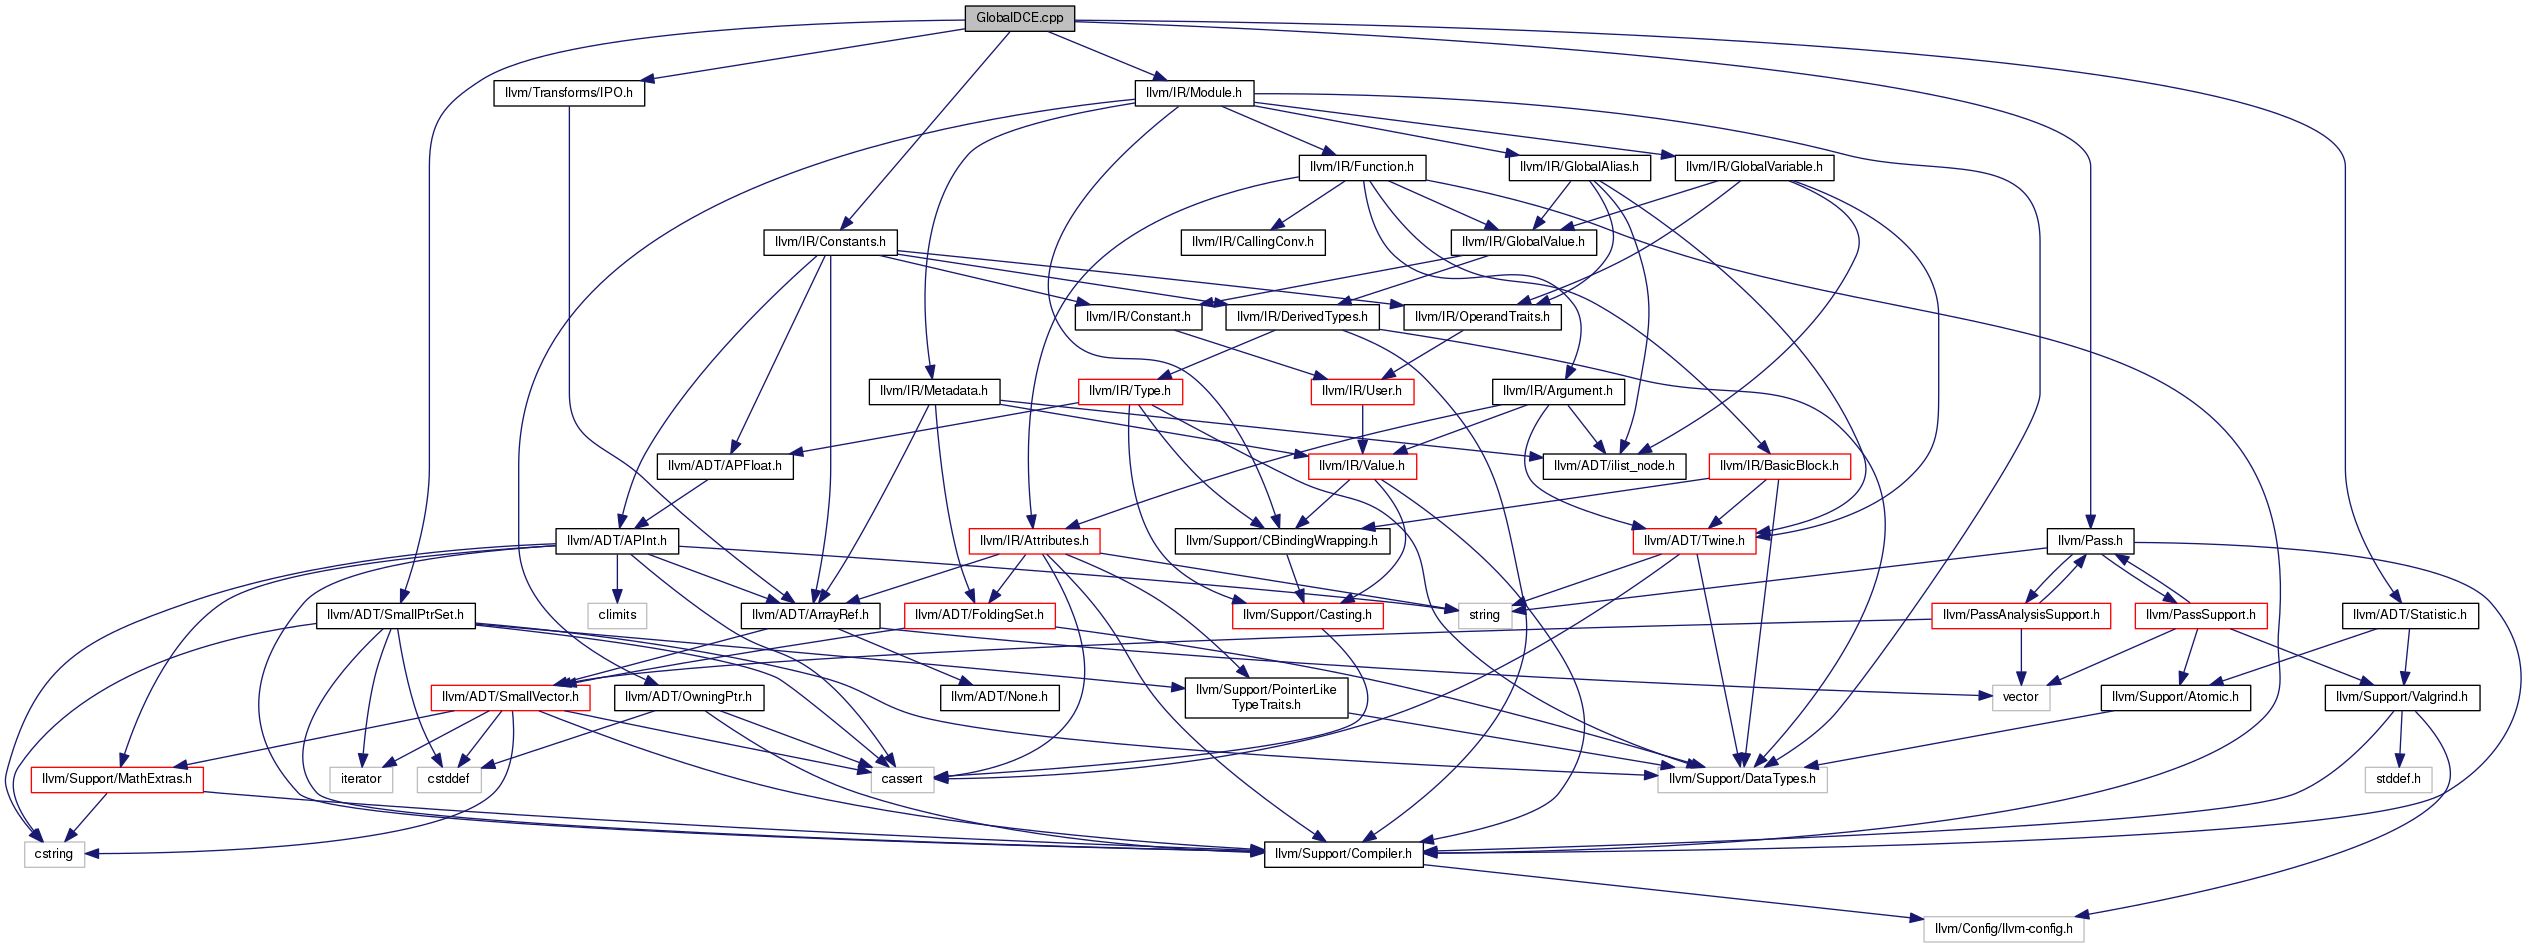 GlobalDCE.cpp
llvm/Transforms/IPO.h
llvm/IR/Module.h
llvm/IR/Function.h
llvm/IR/GlobalAlias.h
llvm/IR/GlobalVariable.h
llvm/IR/Constants.h
llvm/IR/CallingConv.h
llvm/IR/GlobalValue.h
llvm/IR/Constant.h
llvm/IR/DerivedTypes.h
llvm/IR/OperandTraits.h
llvm/IR/Metadata.h
llvm/IR/Type.h
llvm/IR/User.h
llvm/IR/Argument.h
llvm/ADT/APFloat.h
llvm/IR/Value.h
llvm/ADT/ilist_node.h
llvm/IR/BasicBlock.h
llvm/ADT/APInt.h
llvm/IR/Attributes.h
llvm/Support/CBindingWrapping.h
llvm/ADT/Twine.h
llvm/Pass.h
llvm/ADT/SmallPtrSet.h
climits
llvm/ADT/ArrayRef.h
llvm/ADT/FoldingSet.h
llvm/Support/Casting.h
string
llvm/PassAnalysisSupport.h
llvm/PassSupport.h
llvm/ADT/Statistic.h
llvm/ADT/SmallVector.h
llvm/ADT/OwningPtr.h
llvm/ADT/None.h
llvm/Support/PointerLike
TypeTraits.h
vector
llvm/Support/Atomic.h
llvm/Support/Valgrind.h
llvm/Support/MathExtras.h
iterator
cstddef
cassert
llvm/Support/DataTypes.h
stddef.h
cstring
llvm/Support/Compiler.h
llvm/Config/llvm-config.h